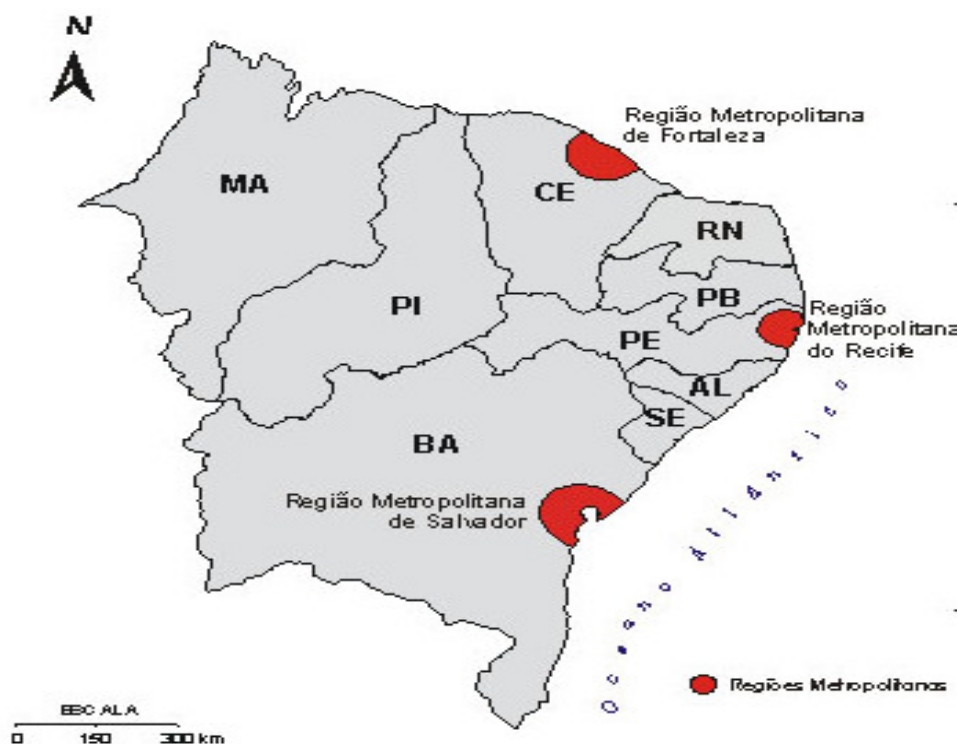 N
Região Metropolitana
de Fortaleza
MA
CE
RN
PI
PB
Região
Metropolitana
do Recife
PE
AL
SE
BA
Região Metropolitana
de Salvador
Oceano Atlântico
Regiões Metropolitanas
ESCALA
0 150 300 km